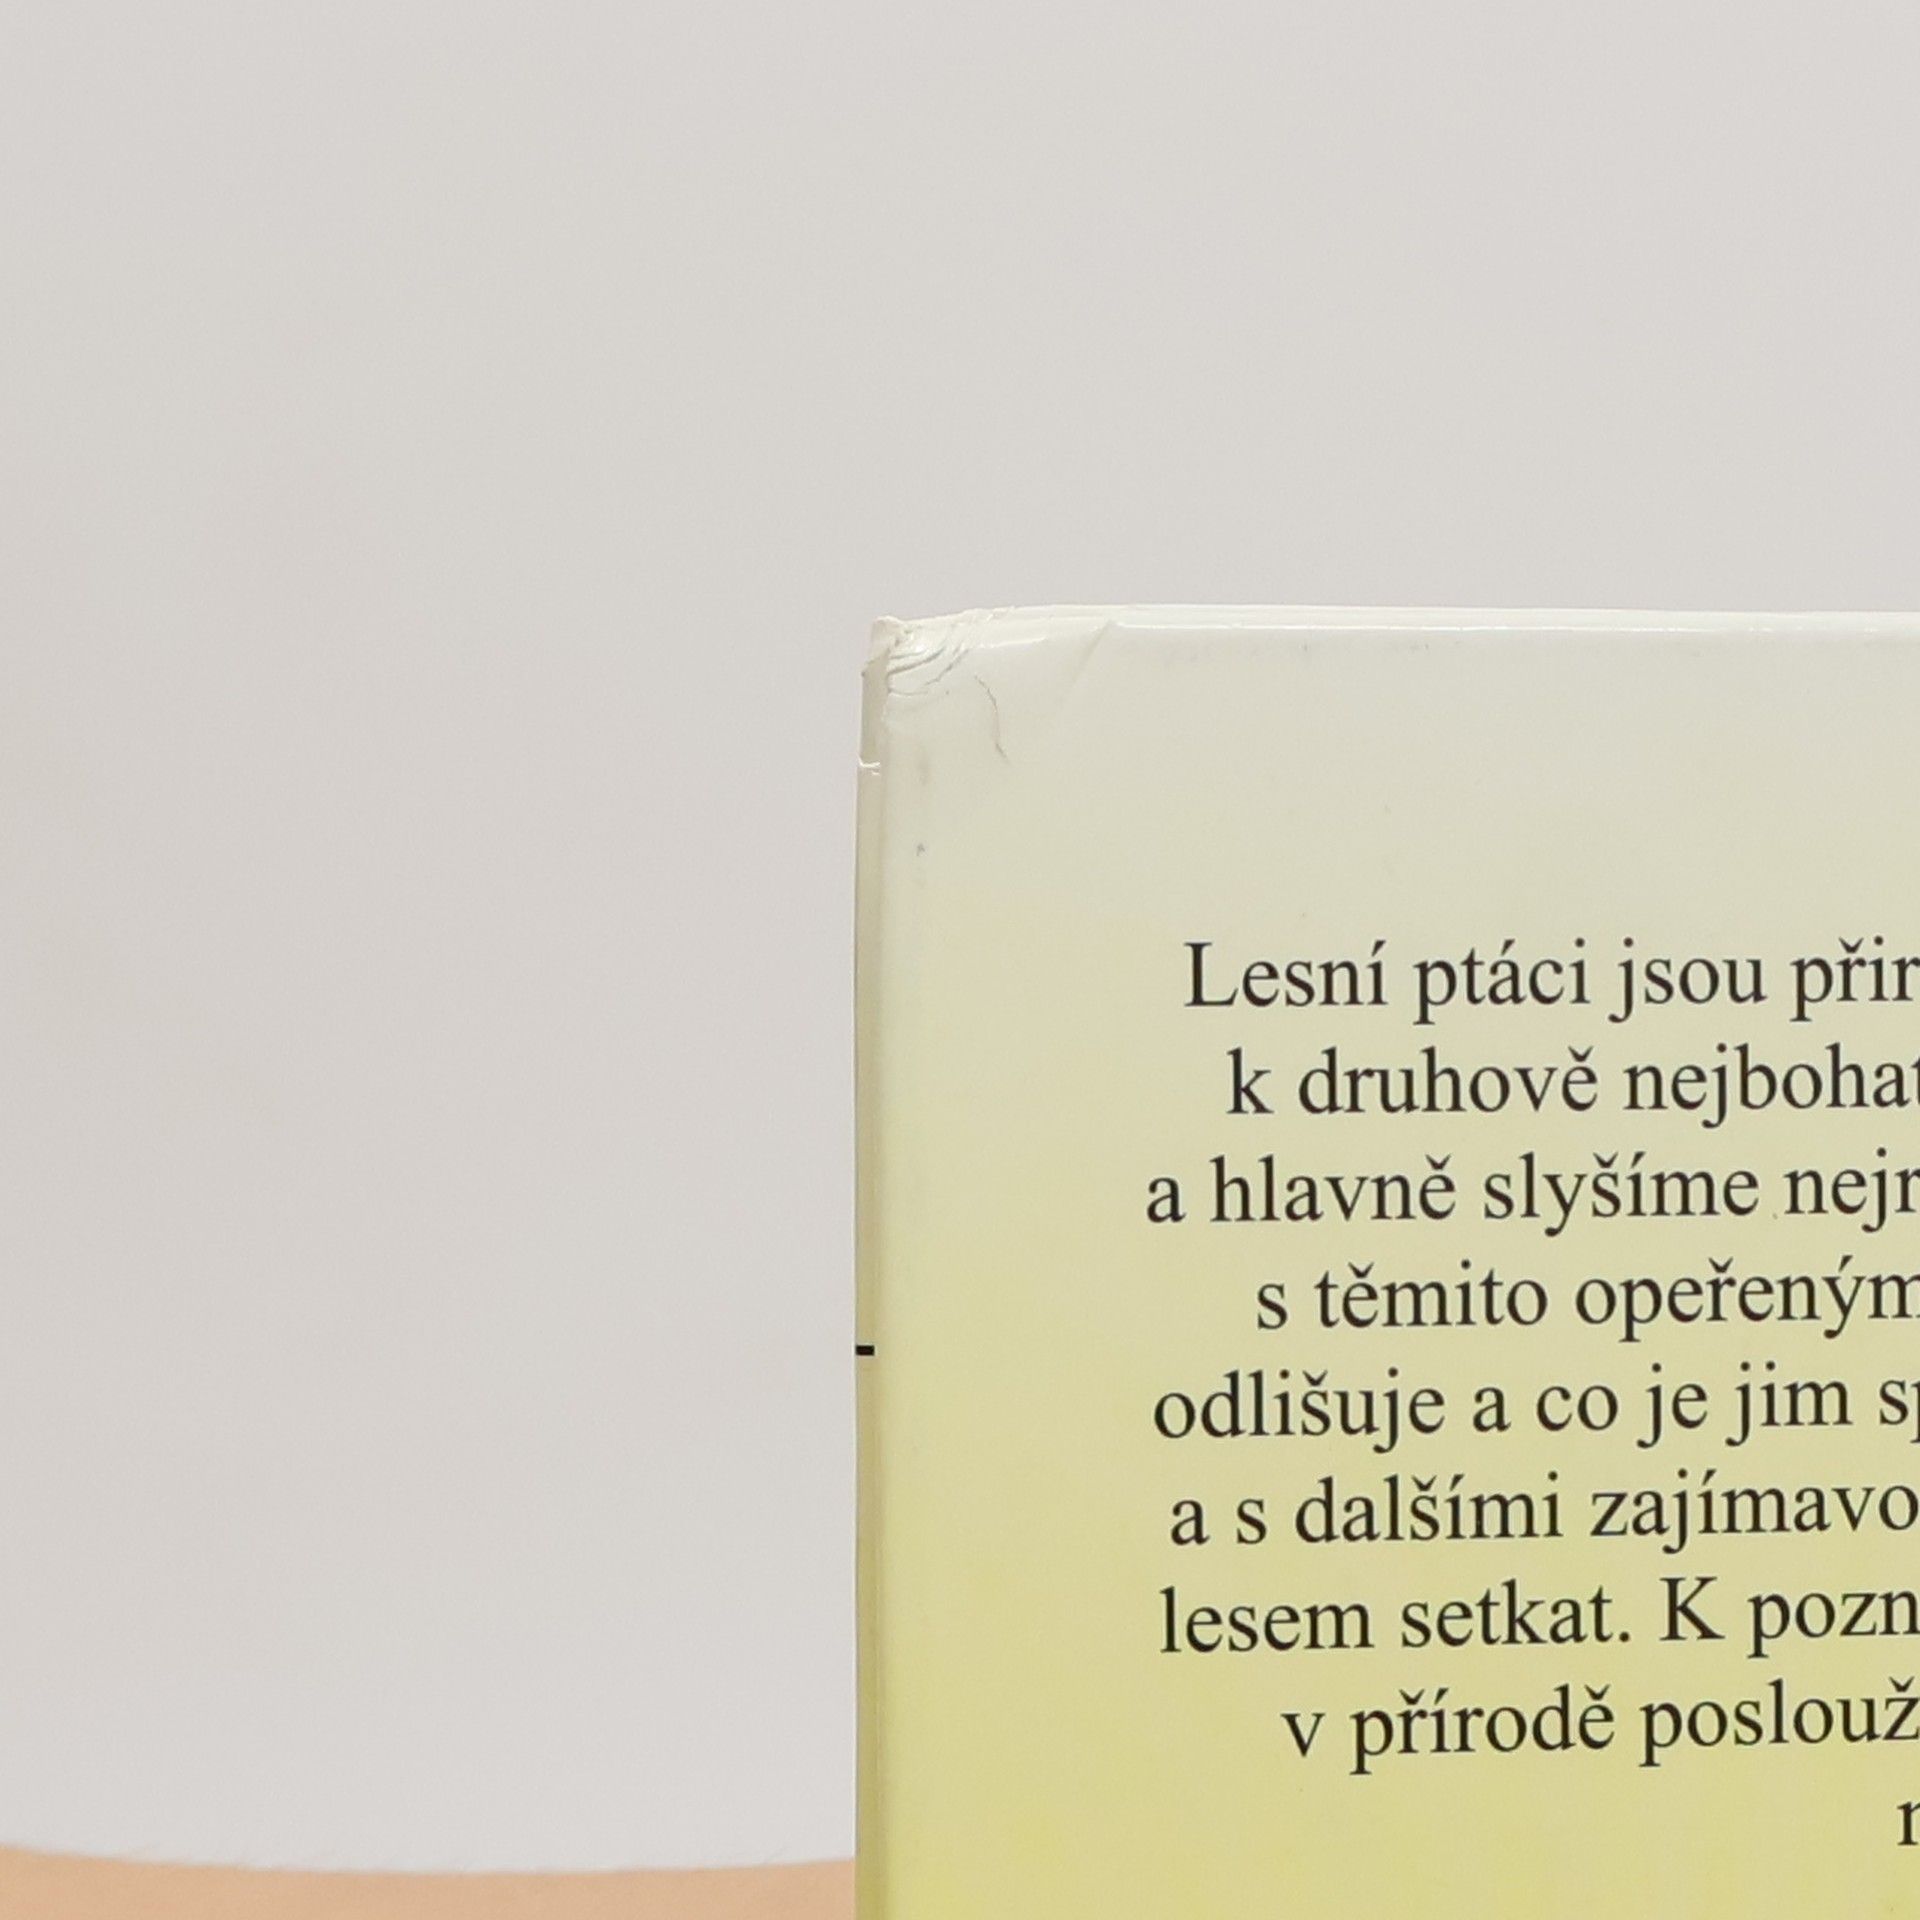 Lesní ptáci jsou přir
k druhově nejbohat
a hlavně slyšíme nejr
s těmito opeřeným
odlišuje a co je jim sp
a s dalšími zajímavo
lesem setkat. K pozn
v přírodě poslouž